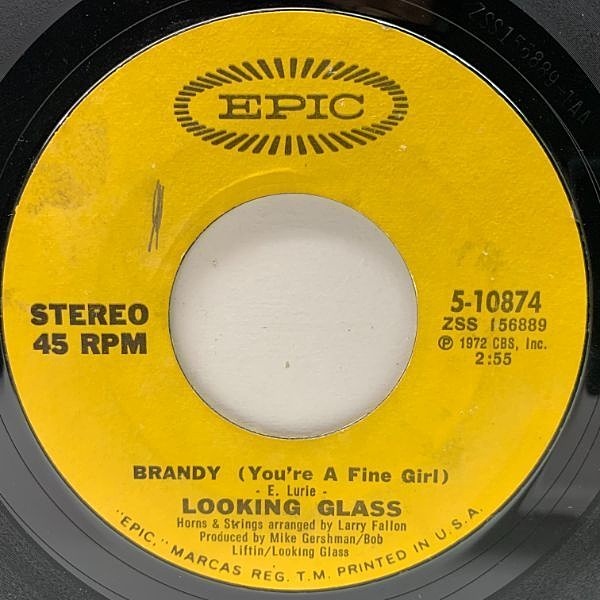 ZSS156889-1AA
EPIC
STEREO
45 RPM
5-10874
ZSS 156889
℗ 1972 CBS, Inc.
2:55
BRANDY (You're A Fine Girl)
- E. Lurie -
LOOKING GLASS
Horns & Strings arranged by Larry Fallon
Produced by Mike Gershman/Bob
Liftin/Looking Glass
"EPIC," MARCAS REG. T.M. PRINTED IN U.S.A.